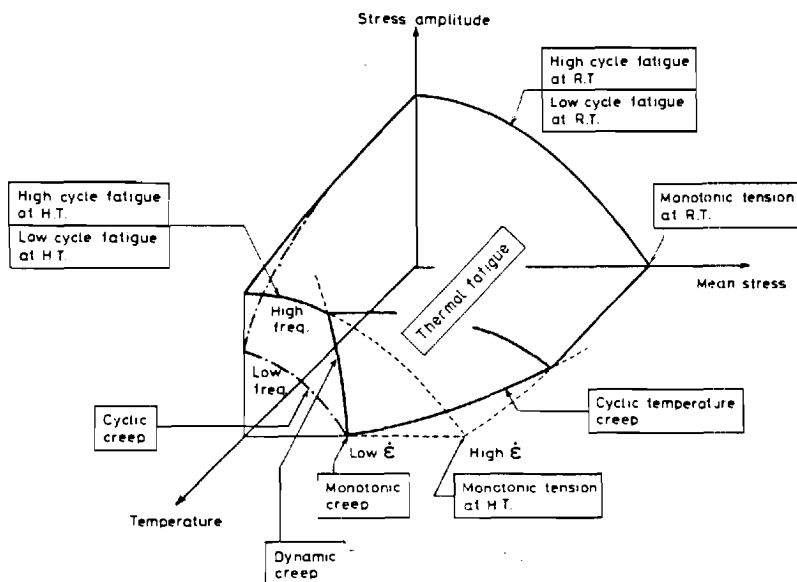 Stress amplitude
High cycle fatigue
at R.T
Low cycle fatigue
at R.T.
High cycle fatigue
at H.T.
Low cycle fatigue
at H.T.
Monotonic tension
at R.T.
Mean stress
Thermal fatigue
High
freq.
Low
freq.
Cyclic
creep
Cyclic temperature
creep
Low ε̇
High ε̇
Monotonic
creep
Monotonic tension
at H.T.
Temperature
Dynamic
creep